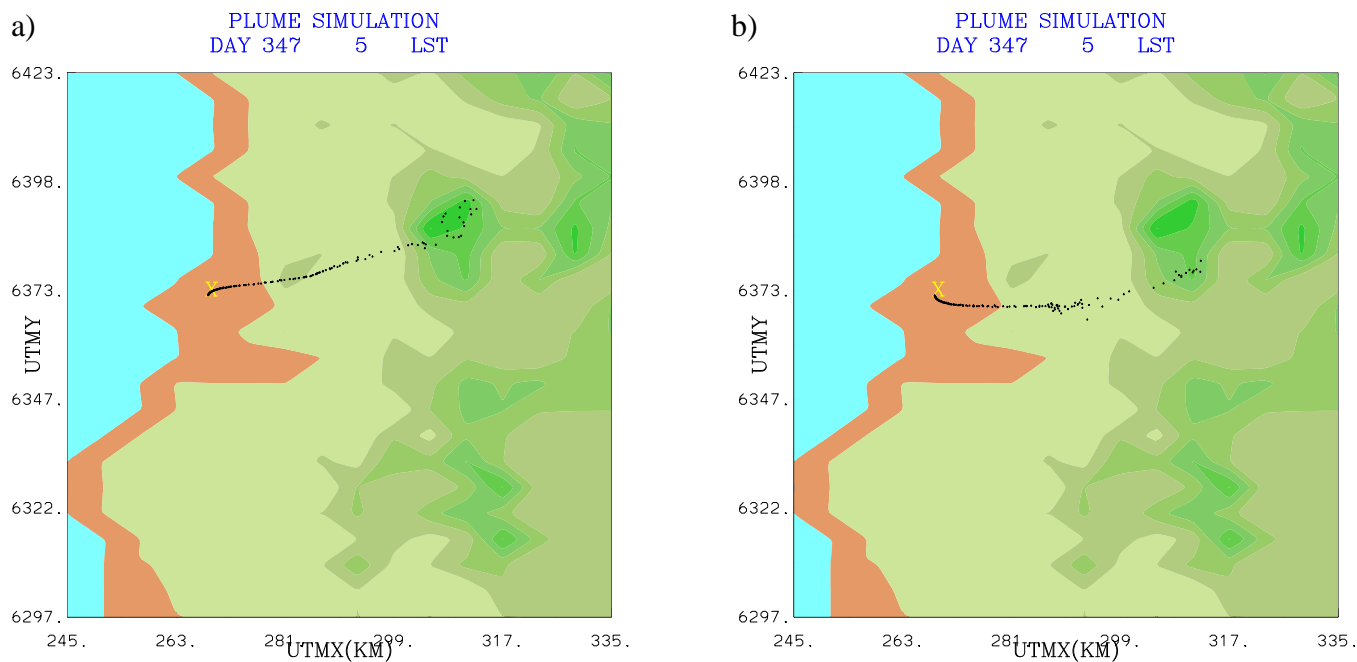 a)
PLUME SIMULATION
DAY 347 5 LST
6423.
6398.
6373.
6347.
6322.
6297.
UTMY
X
245. 263. 281. 299. 317. 335.
UTMX(KM)
b)
PLUME SIMULATION
DAY 347 5 LST
6423.
6398.
6373.
6347.
6322.
6297.
UTMY
X
245. 263. 281. 299. 317. 335.
UTMX(KM)